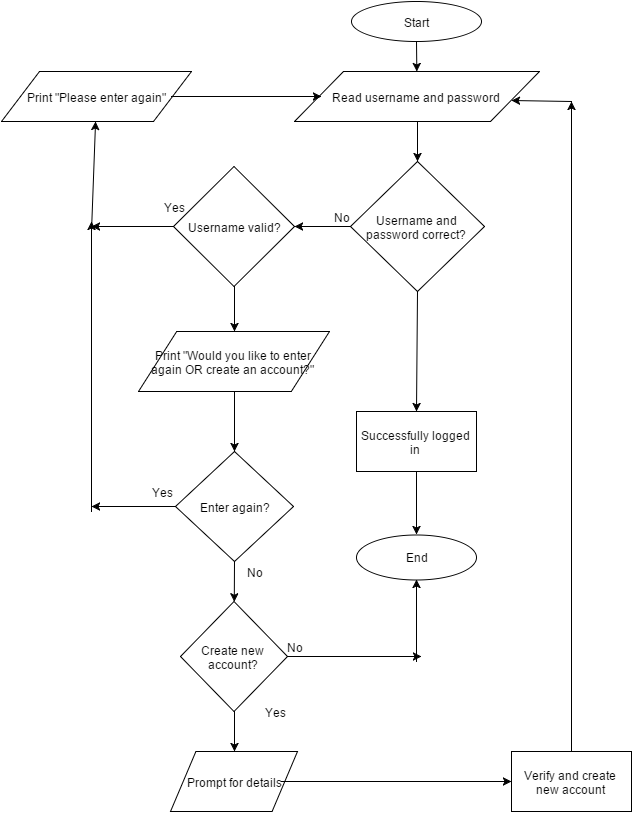 Start
Print "Please enter again"
Read username and password
Yes
Username valid?
No
Username and
password correct?
Print "Would you like to enter
again OR create an account?"
Successfully logged
in
Yes
Enter again?
End
No
Create new
account?
No
Yes
Prompt for details
Verify and create
new account